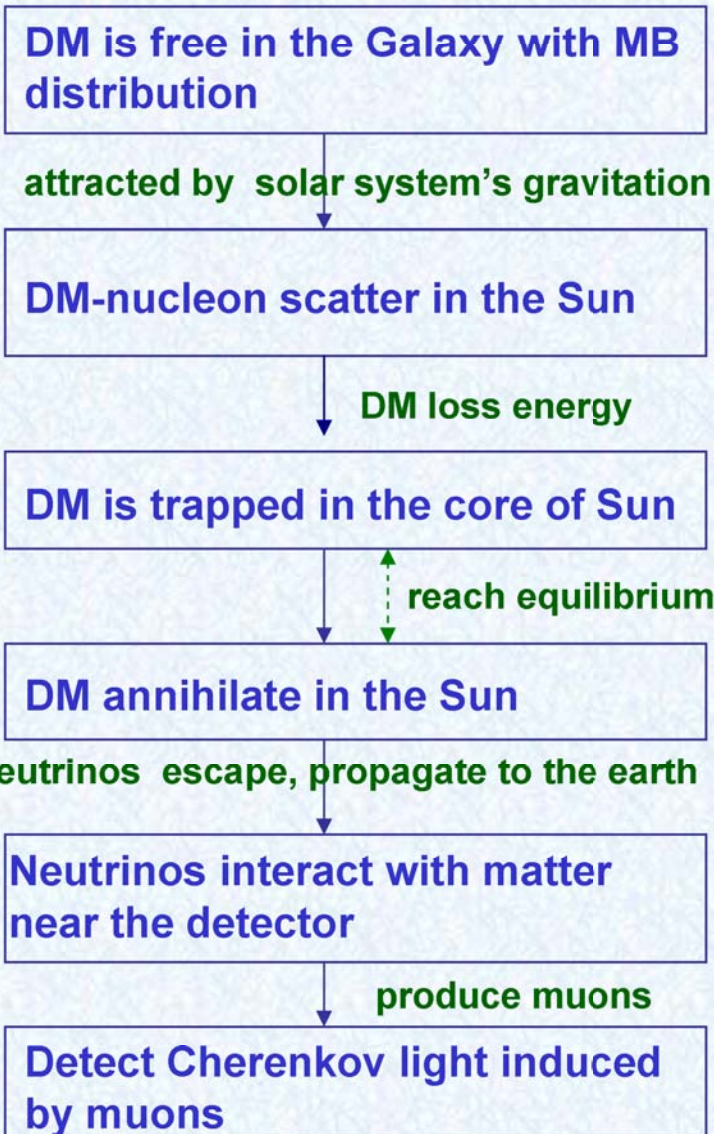 DM is free in the Galaxy with MB
distribution
attracted by solar system's gravitation
DM-nucleon scatter in the Sun
DM loss energy
DM is trapped in the core of Sun
reach equilibrium
DM annihilate in the Sun
eutrinos escape, propagate to the earth
Neutrinos interact with matter
near the detector
produce muons
Detect Cherenkov light induced
by muons